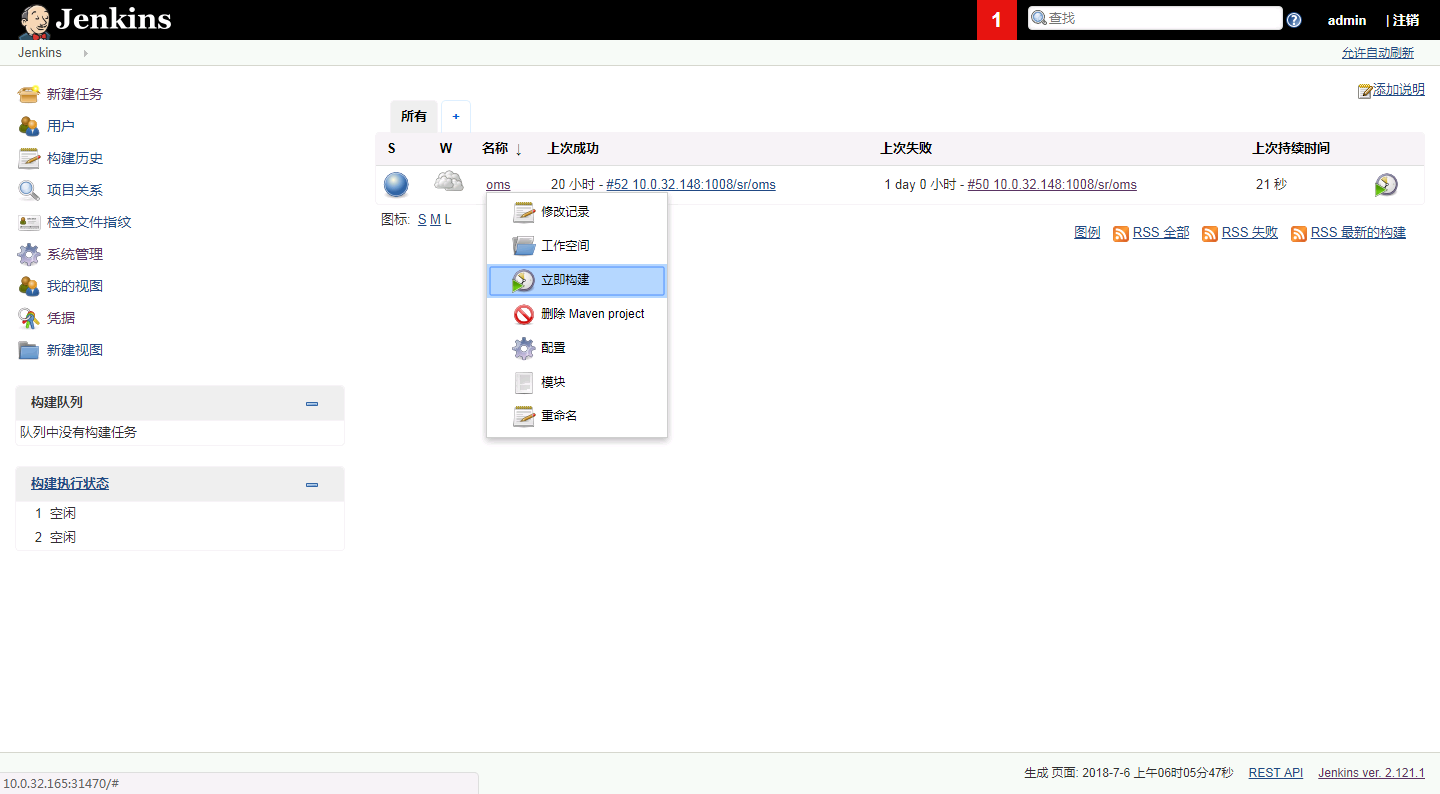 Jenkins
1
查找
admin
| 注销
Jenkins
允许自动刷新
新建任务
用户
构建历史
项目关系
检查文件指纹
系统管理
我的视图
凭据
新建视图
构建队列
队列中没有构建任务
构建执行状态
1 空闲
2 空闲
添加说明
所有
+
S W 名称 ↓ 上次成功 上次失败 上次持续时间
oms 20 小时 - #52 10.0.32.148:1008/sr/oms 1 day 0 小时 - #50 10.0.32.148:1008/sr/oms 21 秒
图标: S M L
修改记录
工作空间
立即构建
删除 Maven project
配置
模块
重命名
图例 RSS 全部 RSS 失败 RSS 最新的构建
生成 页面: 2018-7-6 上午06时05分47秒 REST API Jenkins ver. 2.121.1
10.0.32.165:31470/#